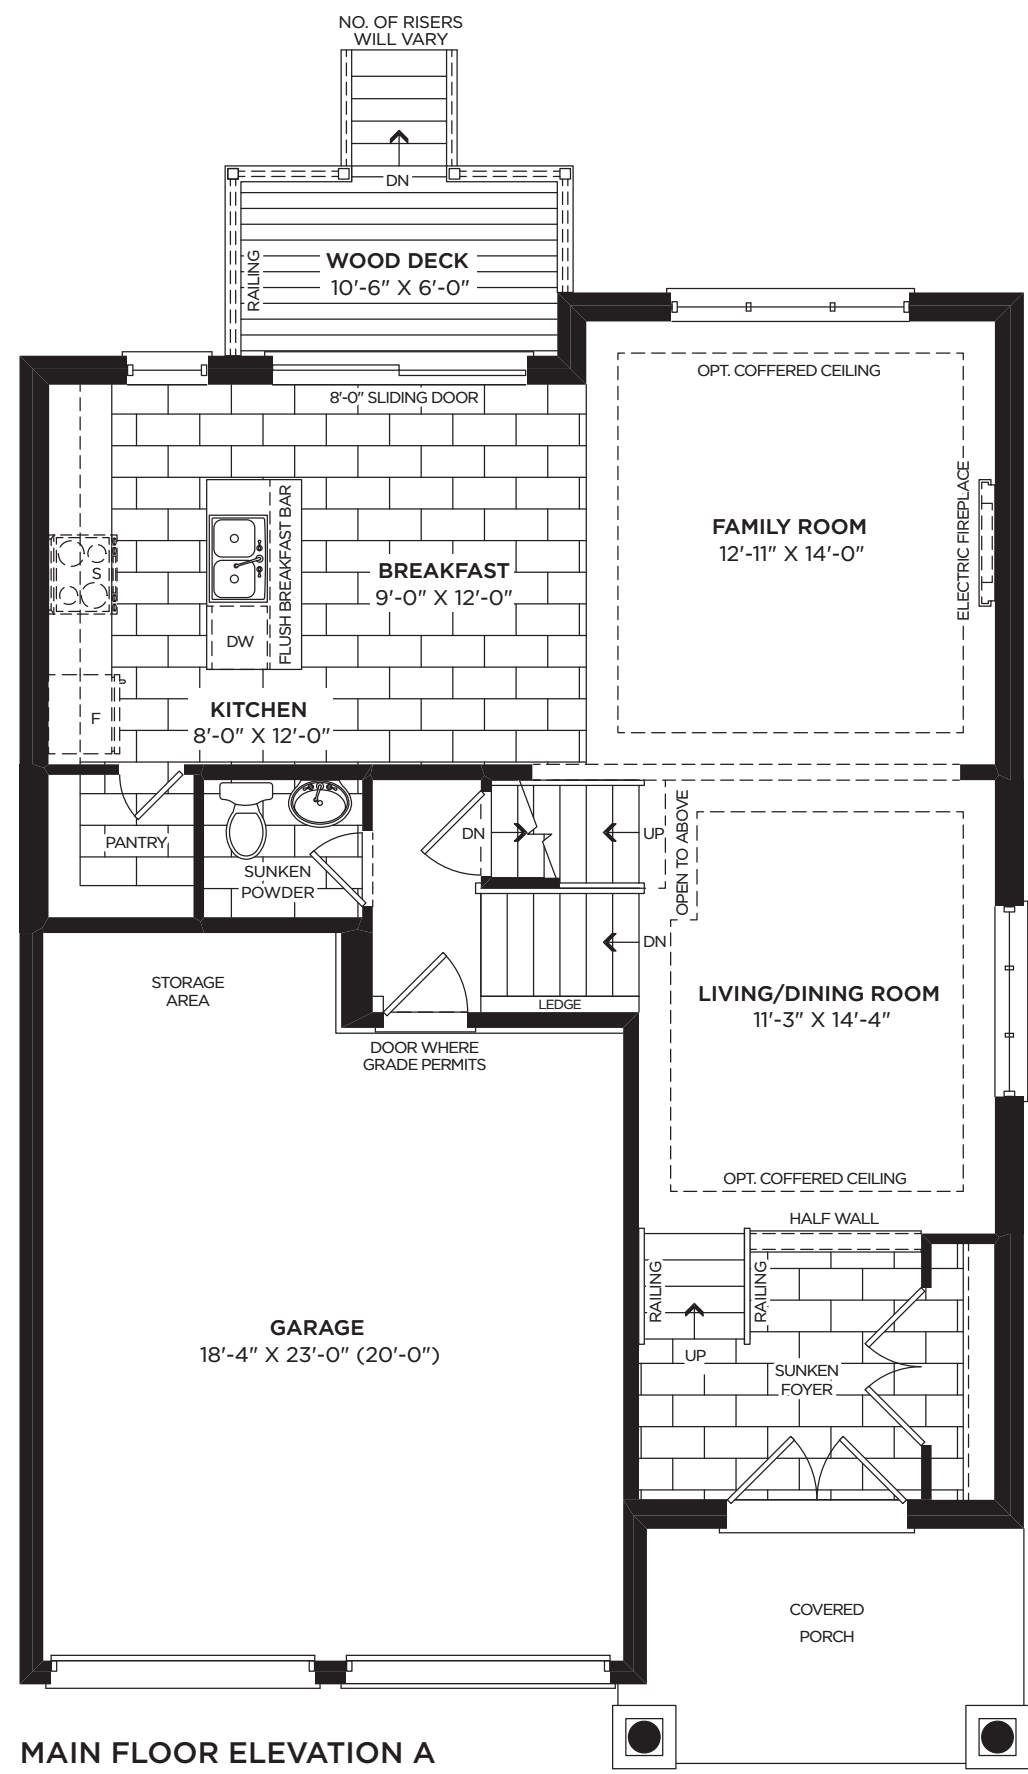 NO. OF RISERS
WILL VARY
DN
RAILING
WOOD DECK
10'-6" X 6'-0"
8'-0" SLIDING DOOR
OPT. COFFERED CEILING
ELECTRIC FIREPLACE
FAMILY ROOM
12'-11" X 14'-0"
FLUSH BREAKFAST BAR
BREAKFAST
9'-0" X 12'-0"
S
DW
F
KITCHEN
8'-0" X 12'-0"
PANTRY
SUNKEN
POWDER
DN
UP
OPEN TO ABOVE
DN
LEDGE
STORAGE
AREA
DOOR WHERE
GRADE PERMITS
LIVING/DINING ROOM
11'-3" X 14'-4"
OPT. COFFERED CEILING
HALF WALL
RAILING
RAILING
UP
SUNKEN
FOYER
GARAGE
18'-4" X 23'-0" (20'-0")
COVERED
PORCH
MAIN FLOOR ELEVATION A